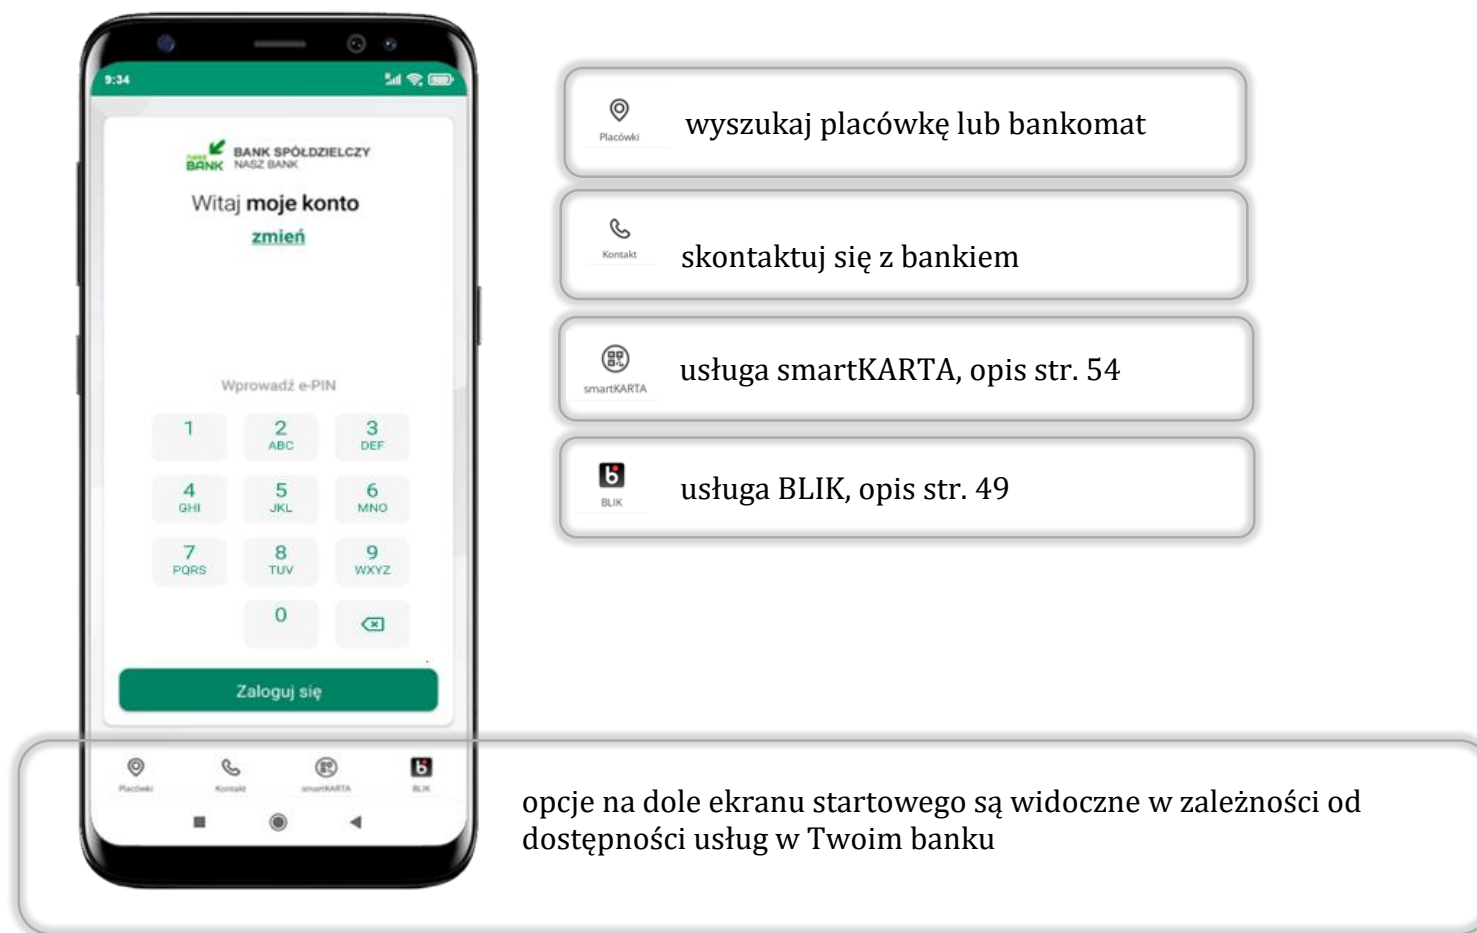 9:34
NASZ
BANK
BANK SPÓŁDZIELCZY
NASZ BANK
Witaj moje konto
zmień
Wprowadź e-PIN
1
2
ABC
3
DEF
4
GHI
5
JKL
6
MNO
7
PQRS
8
TUV
9
WXYZ
0
Zaloguj się
Placówki
Kontakt
smartKARTA
BLIK
Placówki
wyszukaj placówkę lub bankomat
Kontakt
skontaktuj się z bankiem
smartKARTA
usługa smartKARTA, opis str. 54
BLIK
usługa BLIK, opis str. 49
opcje na dole ekranu startowego są widoczne w zależności od
dostępności usług w Twoim banku